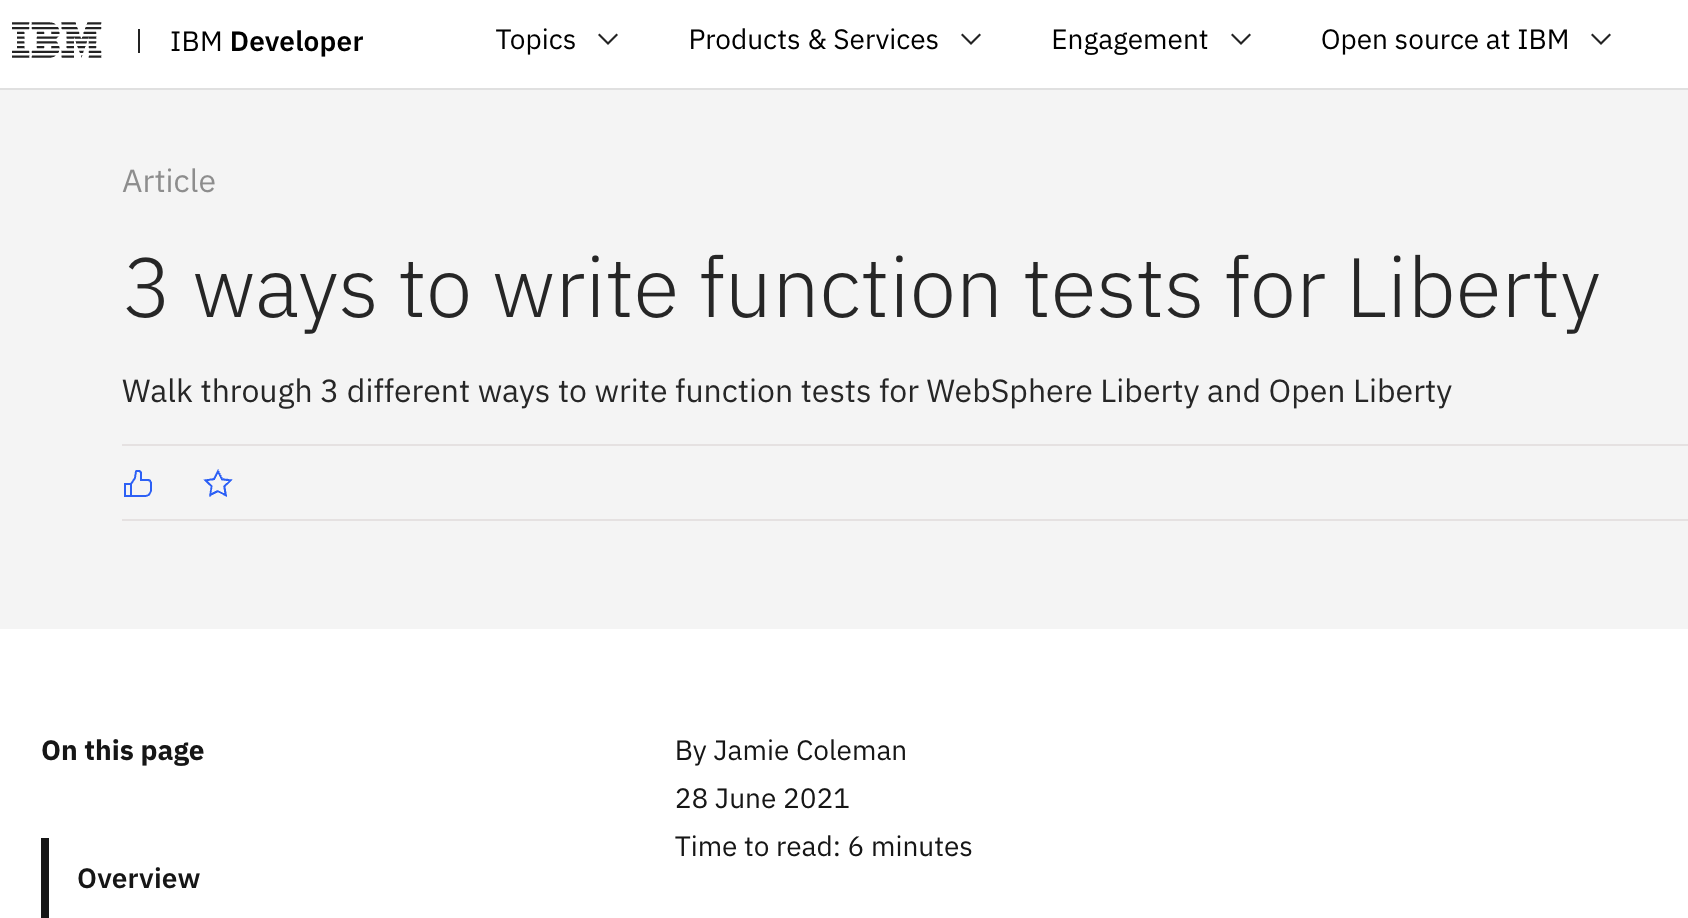 IBM | IBM Developer Topics Products & Services Engagement Open source at IBM
Article
3 ways to write function tests for Liberty
Walk through 3 different ways to write function tests for WebSphere Liberty and Open Liberty
On this page
Overview
By Jamie Coleman
28 June 2021
Time to read: 6 minutes